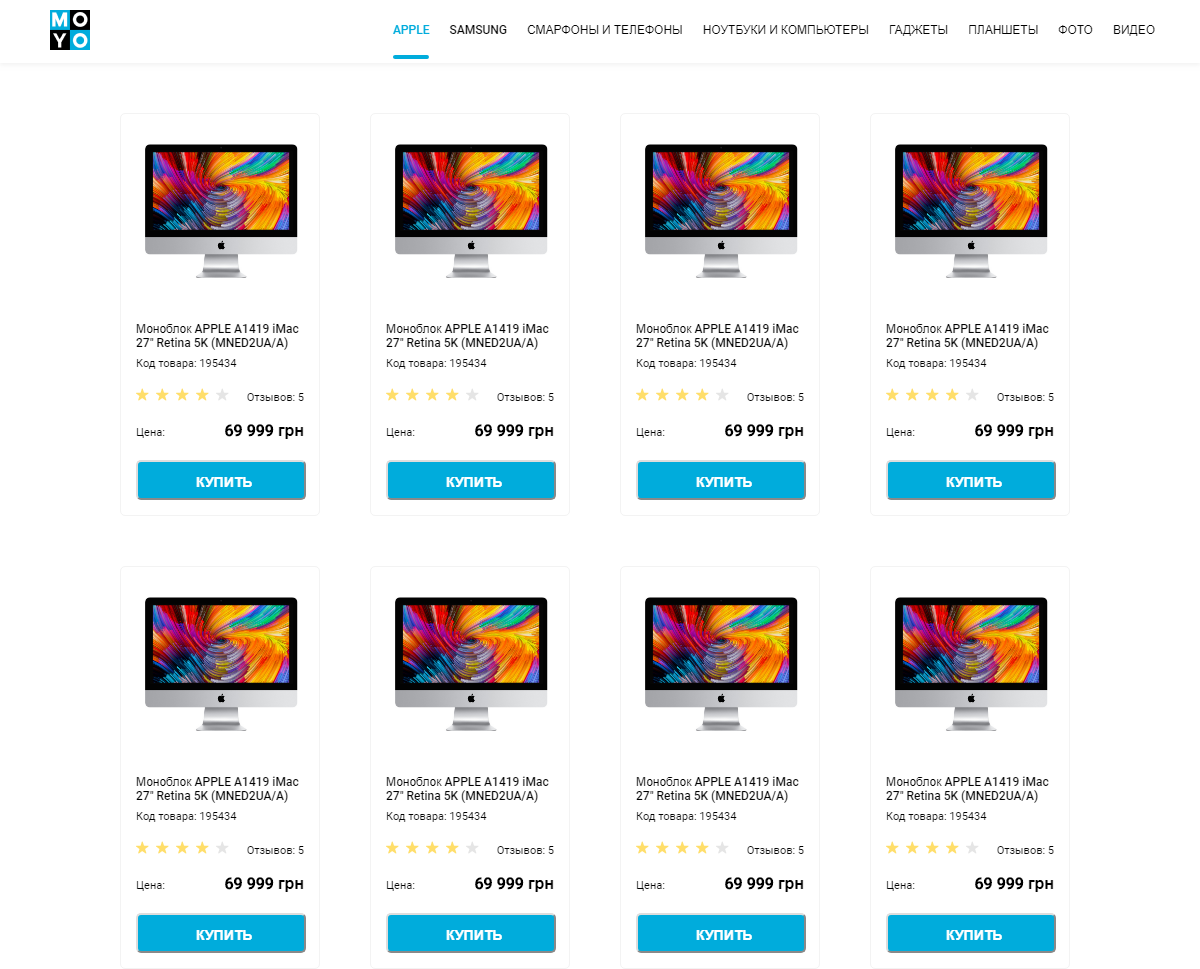 MO
YO
APPLE SAMSUNG СМАРФОНЫ И ТЕЛЕФОНЫ НОУТБУКИ И КОМПЬЮТЕРЫ ГАДЖЕТЫ ПЛАНШЕТЫ ФОТО ВИДЕО
Моноблок APPLE A1419 iMac
27" Retina 5K (MNED2UA/A)
Код товара: 195434
Отзывов: 5
Цена: 69 999 грн
КУПИТЬ
Моноблок APPLE A1419 iMac
27" Retina 5K (MNED2UA/A)
Код товара: 195434
Отзывов: 5
Цена: 69 999 грн
КУПИТЬ
Моноблок APPLE A1419 iMac
27" Retina 5K (MNED2UA/A)
Код товара: 195434
Отзывов: 5
Цена: 69 999 грн
КУПИТЬ
Моноблок APPLE A1419 iMac
27" Retina 5K (MNED2UA/A)
Код товара: 195434
Отзывов: 5
Цена: 69 999 грн
КУПИТЬ
Моноблок APPLE A1419 iMac
27" Retina 5K (MNED2UA/A)
Код товара: 195434
Отзывов: 5
Цена: 69 999 грн
КУПИТЬ
Моноблок APPLE A1419 iMac
27" Retina 5K (MNED2UA/A)
Код товара: 195434
Отзывов: 5
Цена: 69 999 грн
КУПИТЬ
Моноблок APPLE A1419 iMac
27" Retina 5K (MNED2UA/A)
Код товара: 195434
Отзывов: 5
Цена: 69 999 грн
КУПИТЬ
Моноблок APPLE A1419 iMac
27" Retina 5K (MNED2UA/A)
Код товара: 195434
Отзывов: 5
Цена: 69 999 грн
КУПИТЬ